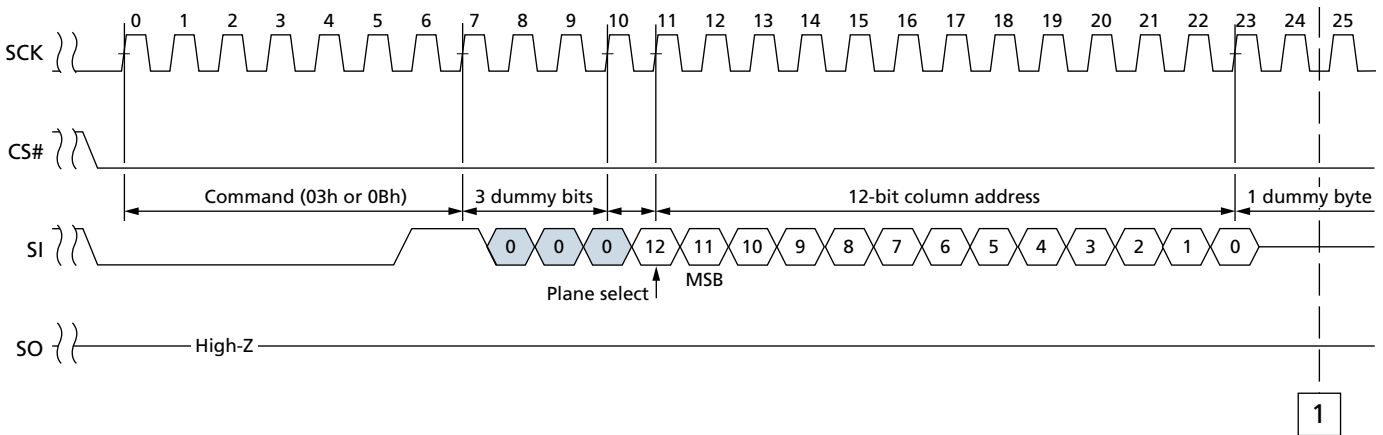 0 1 2 3 4 5 6 7 8 9 10 11 12 13 14 15 16 17 18 19 20 21 22 23 24 25
SCK
CS#
Command (03h or 0Bh) 3 dummy bits 12-bit column address 1 dummy byte
SI 0 0 0 12 11 10 9 8 7 6 5 4 3 2 1 0
MSB
Plane select
SO High-Z
1